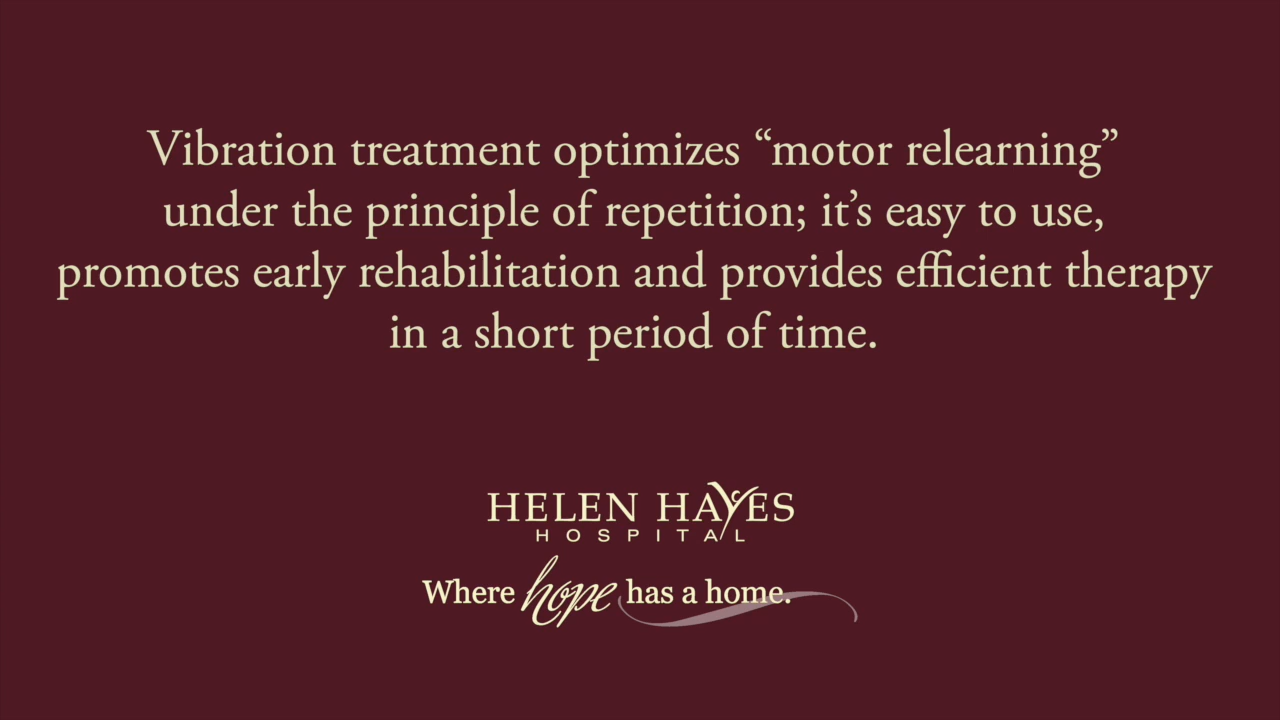 Vibration treatment optimizes “motor relearning”
under the principle of repetition; it’s easy to use,
promotes early rehabilitation and provides efficient therapy
in a short period of time.
HELEN HAYES
HOSPITAL
Where hope has a home.